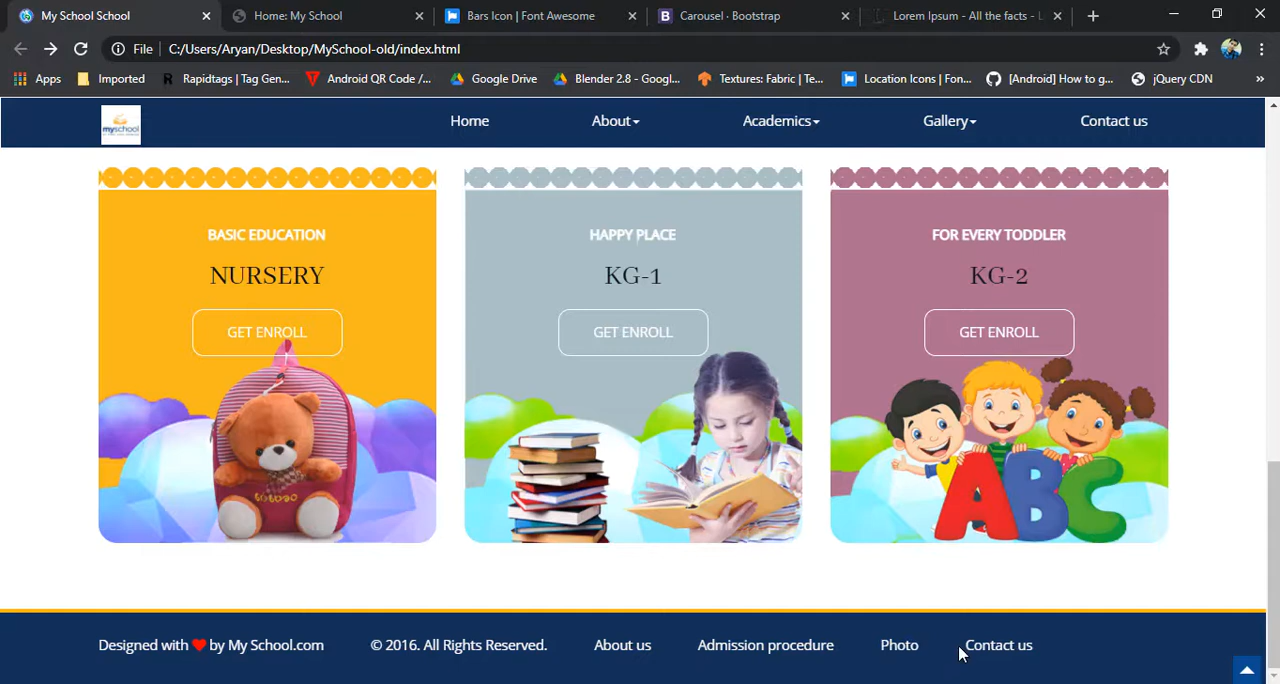 My School School
Home: My School
Bars Icon | Font Awesome
Carousel · Bootstrap
Lorem Ipsum - All the facts - L
File
C:/Users/Aryan/Desktop/MySchool-old/index.html
Apps
Imported
Rapidtags | Tag Gen...
Android QR Code /...
Google Drive
Blender 2.8 - Googl...
Textures: Fabric | Te...
Location Icons | Fon...
[Android] How to g...
jQuery CDN
»
myschool
Home
About
Academics
Gallery
Contact us
BASIC EDUCATION
NURSERY
GET ENROLL
HAPPY PLACE
KG-1
GET ENROLL
FOR EVERY TODDLER
KG-2
GET ENROLL
ABC
Designed with ❤ by My School.com
© 2016. All Rights Reserved.
About us
Admission procedure
Photo
Contact us